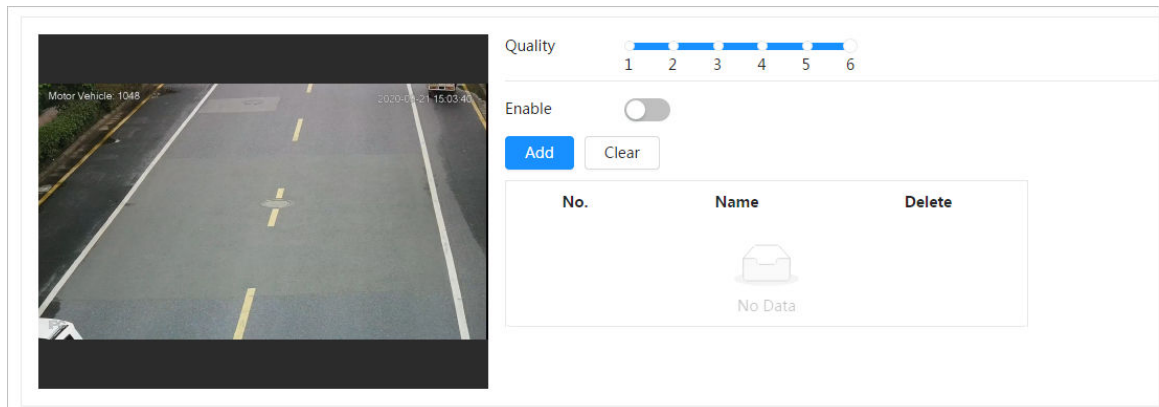 Quality
1 2 3 4 5 6
Motor Vehicle: 1048
Enable
Add Clear
No. Name Delete
No Data